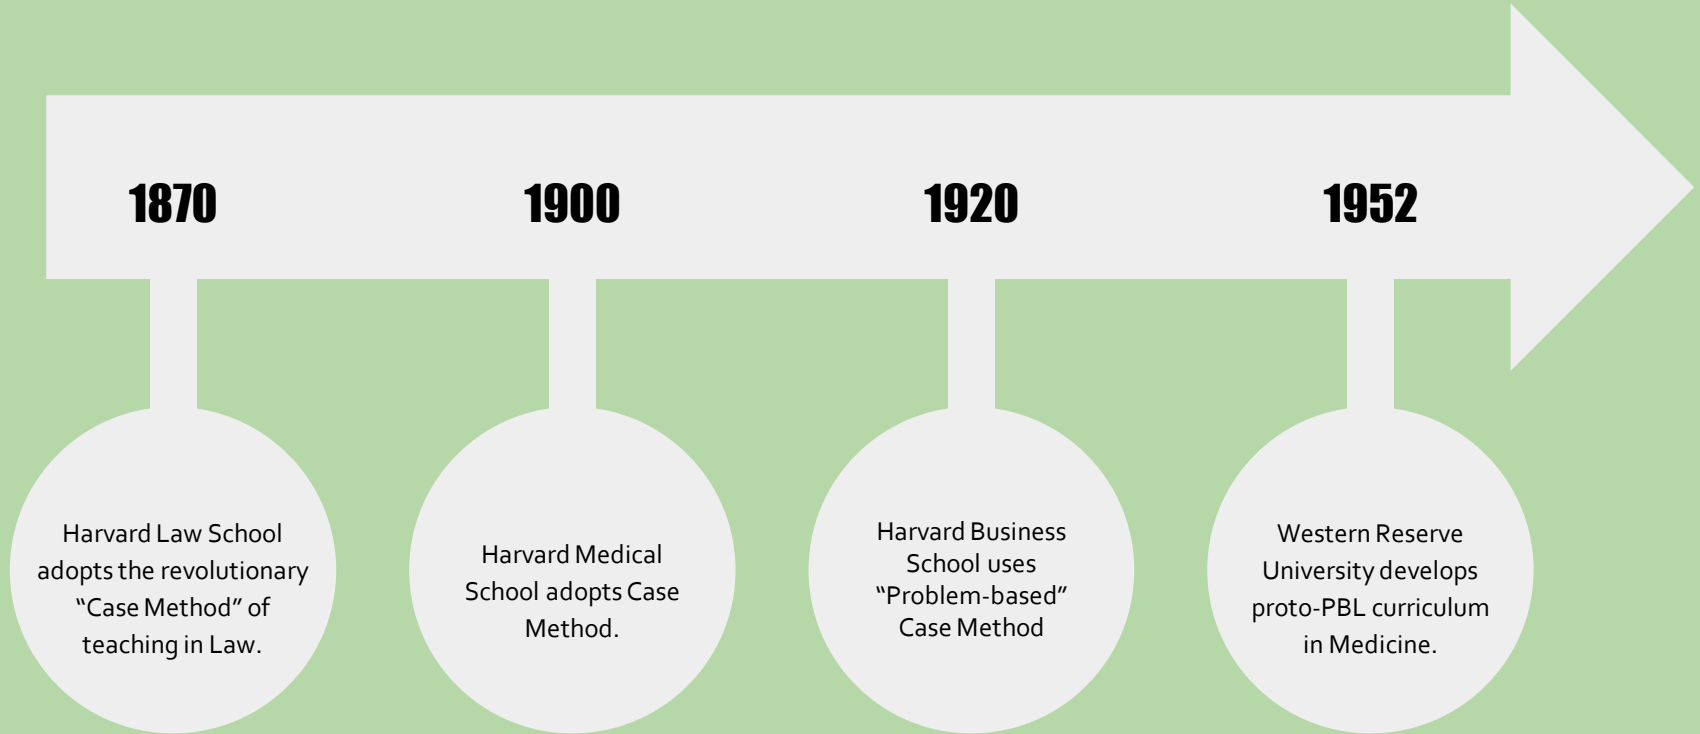 1870
1900
1920
1952
Harvard Law School
adopts the revolutionary
“Case Method” of
teaching in Law.
Harvard Medical
School adopts Case
Method.
Harvard Business
School uses
“Problem-based”
Case Method
Western Reserve
University develops
proto-PBL curriculum
in Medicine.